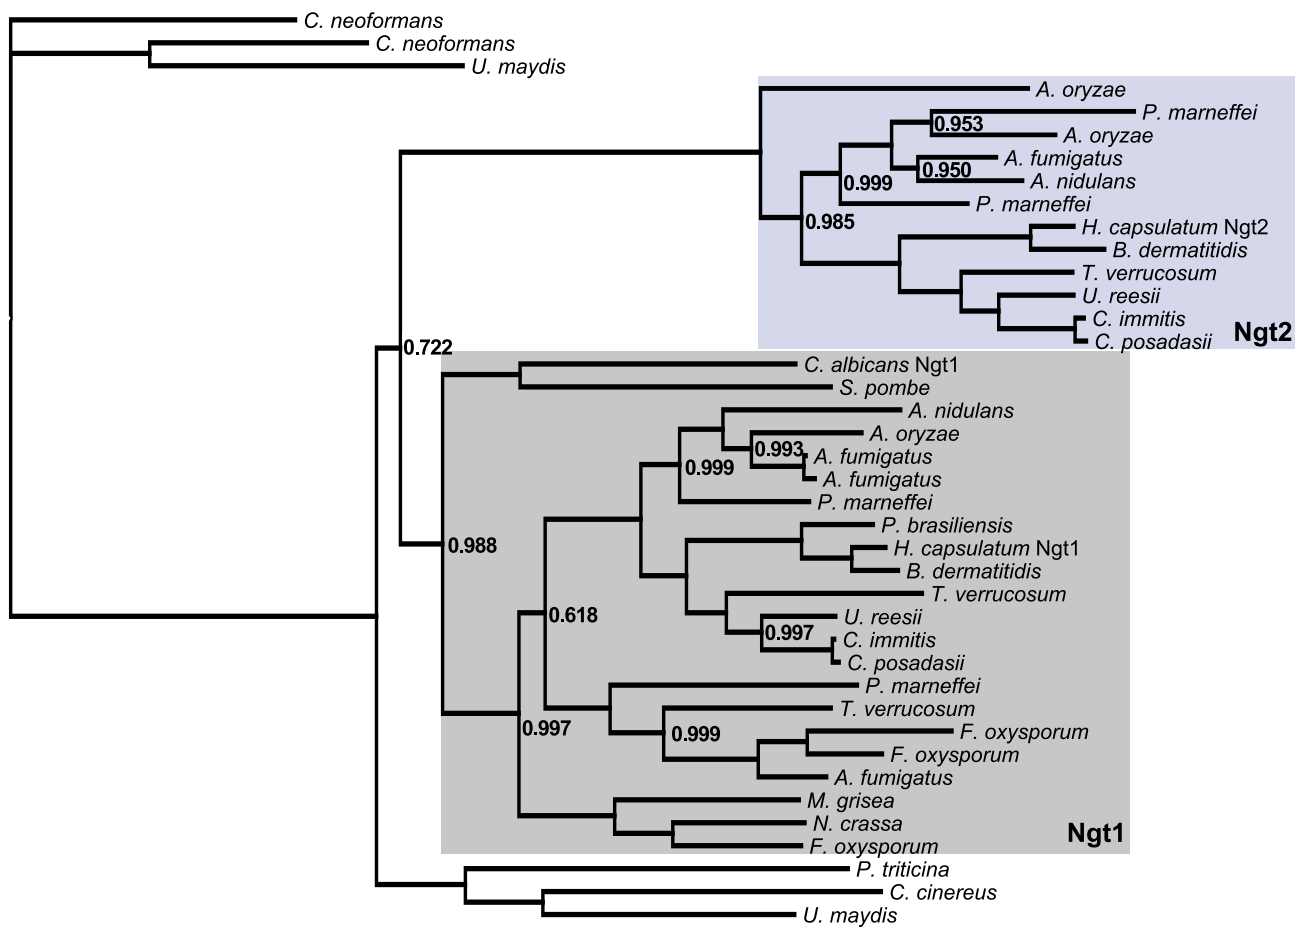 C. neoformans
C. neoformans
U. maydis
A. oryzae
P. marneffei
0.953
A. oryzae
A. fumigatus
0.950
A. nidulans
0.999
P. marneffei
0.985
H. capsulatum Ngt2
B. dermatitidis
T. verrucosum
U. reesii
C. immitis
Ngt2
C. posadasii
0.722
C. albicans Ngt1
S. pombe
A. nidulans
A. oryzae
0.993
A. fumigatus
0.999
A. fumigatus
P. marneffei
P. brasiliensis
0.988
H. capsulatum Ngt1
B. dermatitidis
T. verrucosum
0.618
U. reesii
0.997
C. immitis
C. posadasii
P. marneffei
T. verrucosum
0.997
0.999
F. oxysporum
F. oxysporum
A. fumigatus
M. grisea
N. crassa
Ngt1
F. oxysporum
P. triticina
C. cinereus
U. maydis